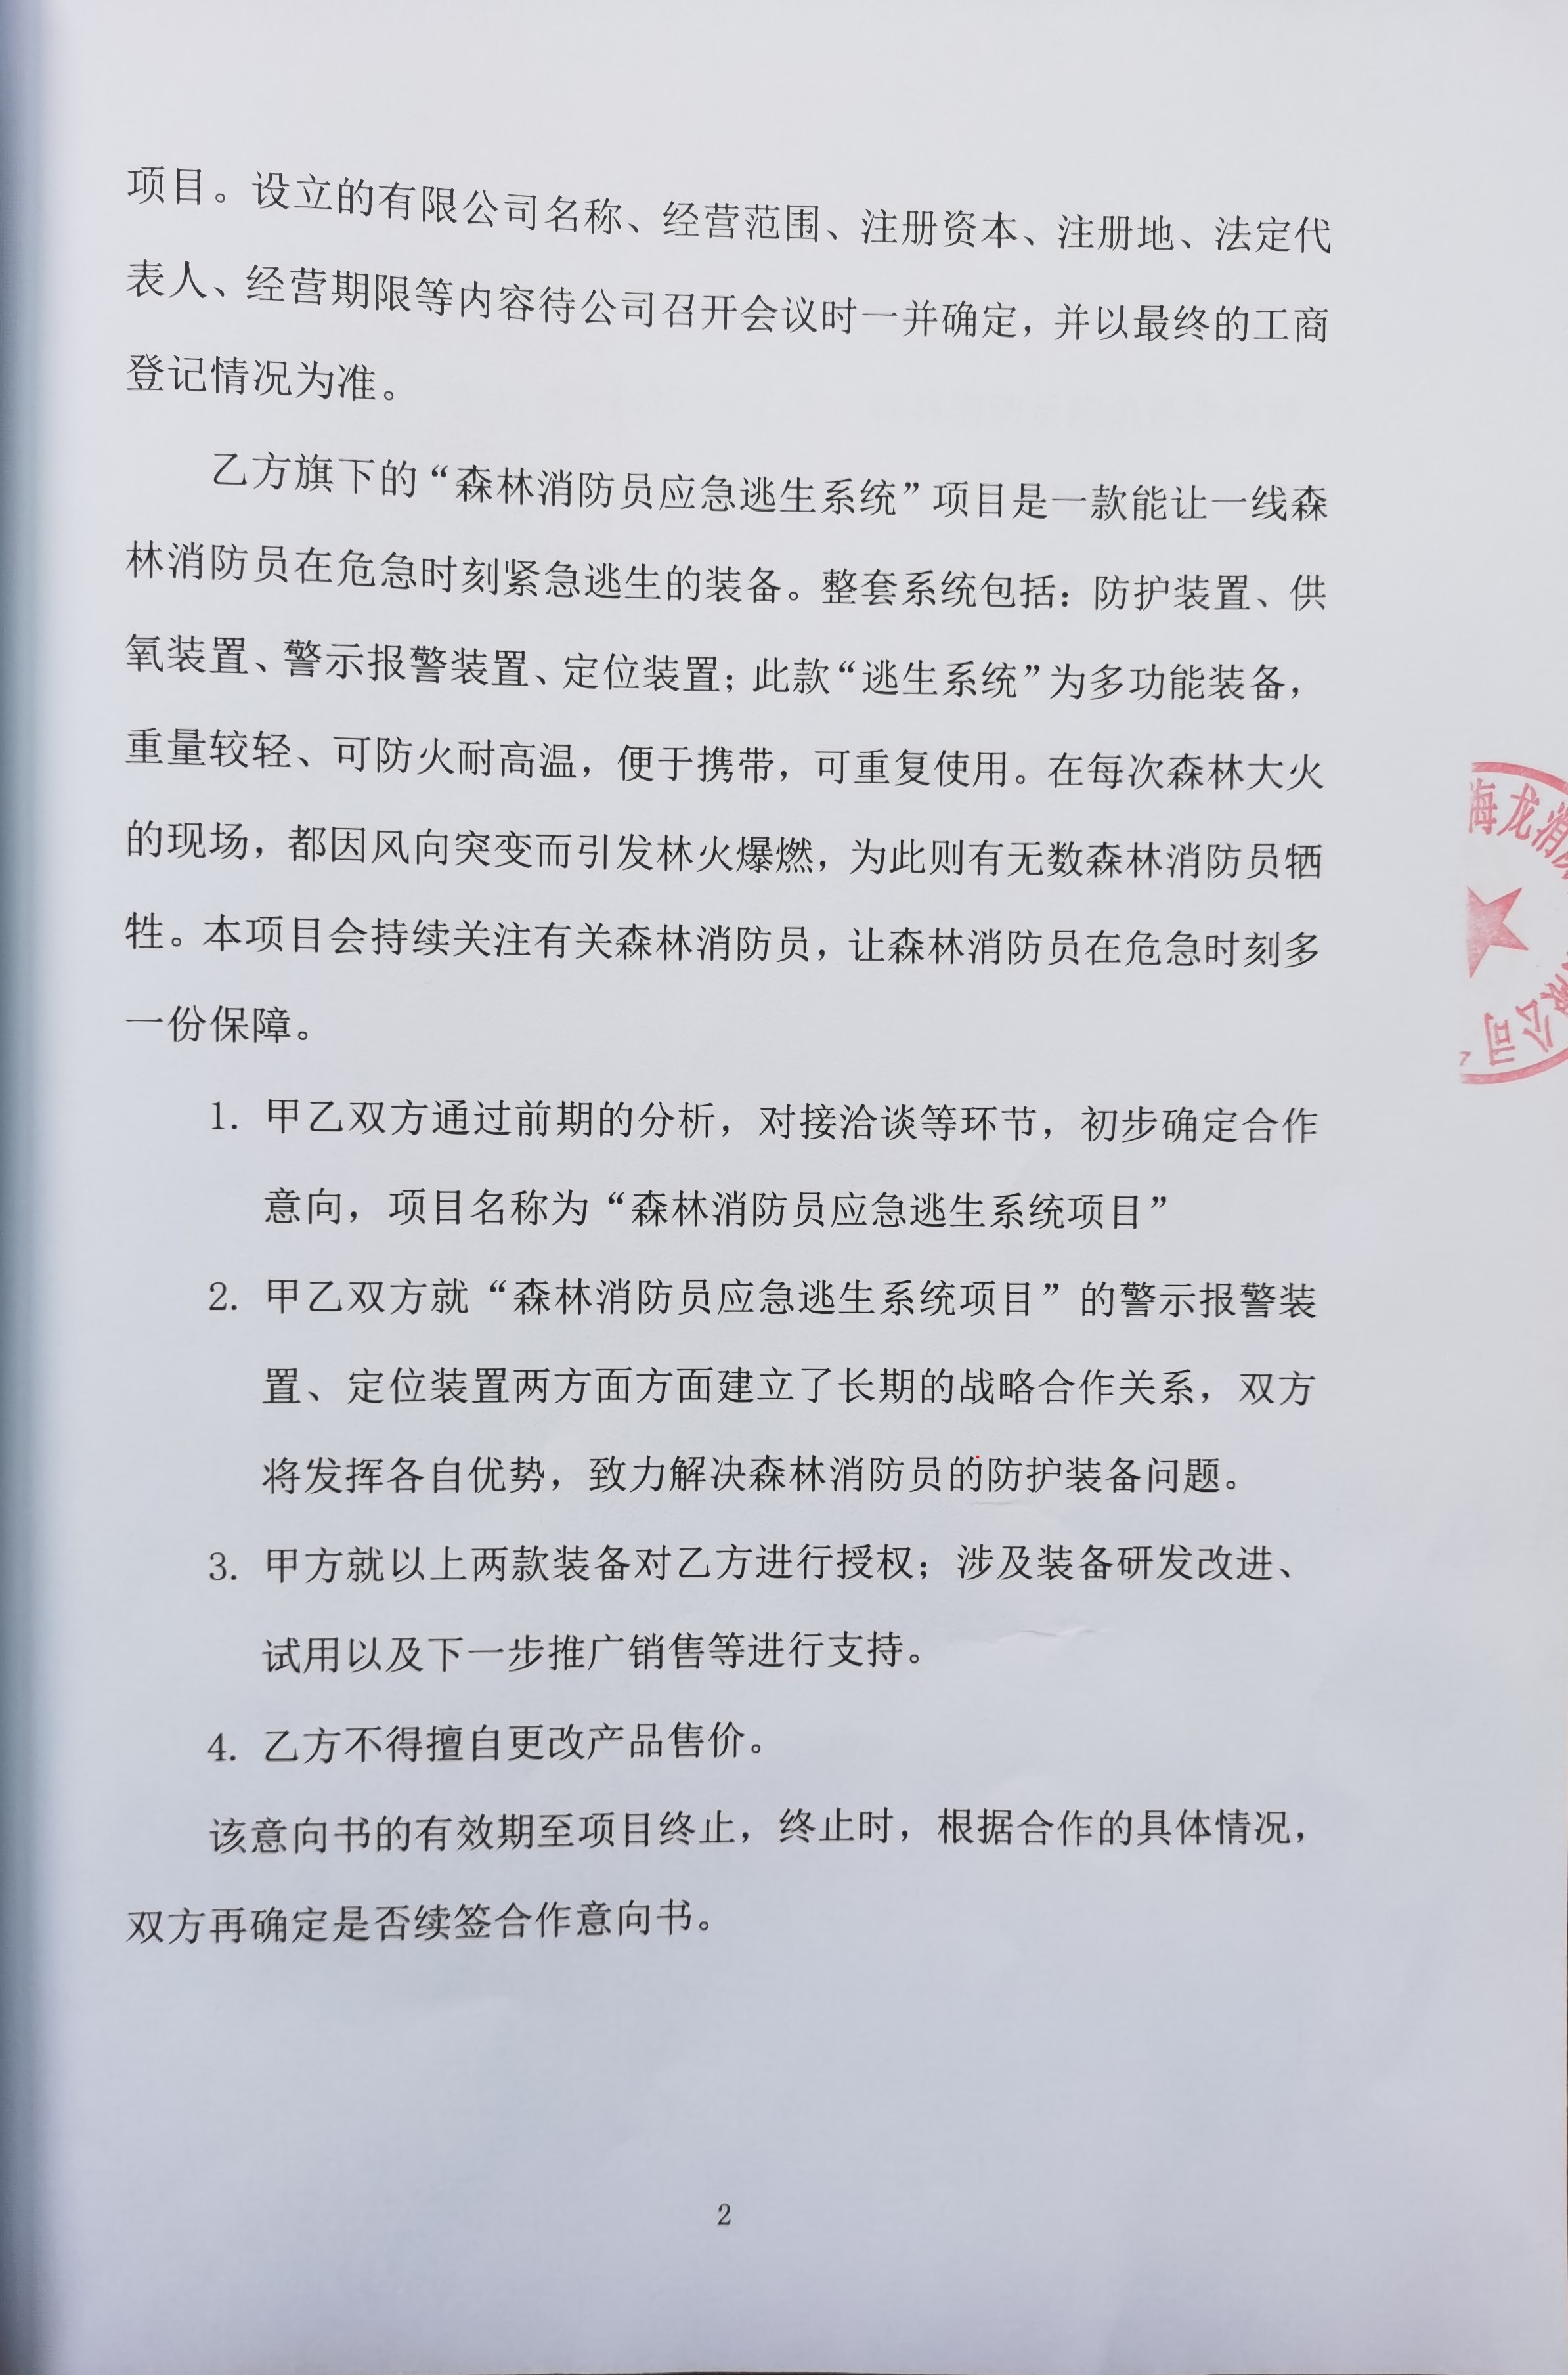 项目。设立的有限公司名称、经营范围、注册资本、注册地、法定代
表人、经营期限等内容待公司召开会议时一并确定，并以最终的工商
登记情况为准。
乙方旗下的“森林消防员应急逃生系统”项目是一款能让一线森
林消防员在危急时刻紧急逃生的装备。整套系统包括：防护装置、供
氧装置、警示报警装置、定位装置；此款“逃生系统”为多功能装备，
重量较轻、可防火耐高温，便于携带，可重复使用。在每次森林大火
的现场，都因风向突变而引发林火爆燃，为此则有无数森林消防员牺
牲。本项目会持续关注有关森林消防员，让森林消防员在危急时刻多
一份保障。
1. 甲乙双方通过前期的分析，对接洽谈等环节，初步确定合作
意向，项目名称为“森林消防员应急逃生系统项目”
2. 甲乙双方就“森林消防员应急逃生系统项目”的警示报警装
置、定位装置两方面方面建立了长期的战略合作关系，双方
将发挥各自优势，致力解决森林消防员的防护装备问题。
3. 甲方就以上两款装备对乙方进行授权；涉及装备研发改进、
试用以及下一步推广销售等进行支持。
4. 乙方不得擅自更改产品售价。
该意向书的有效期至项目终止，终止时，根据合作的具体情况，
双方再确定是否续签合作意向书。
海龙消
公司
7
2